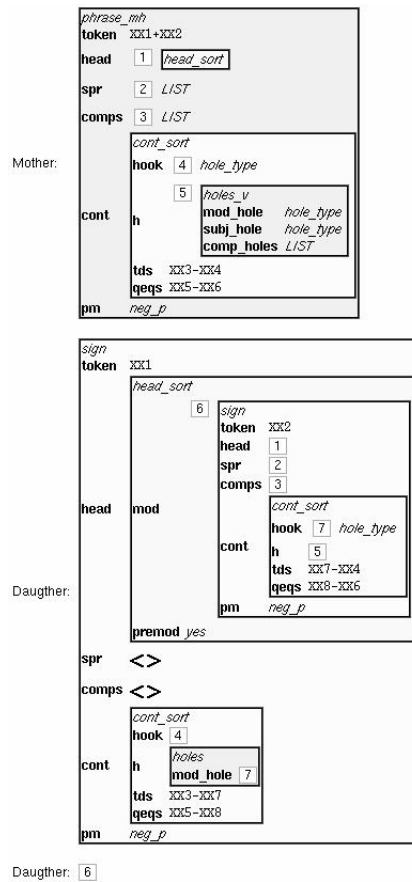 phrase_mh
token XX1+XX2
head 1 head_sort
spr 2 LIST
comps 3 LIST
Mother:
cont
cont_sort
hook 4 hole_type
h 5
holes_v
mod_hole hole_type
subj_hole hole_type
comp_holes LIST
tds XX3-XX4
qeqs XX5-XX6
pm neg_p
Daugther:
sign
token XX1
head
head_sort
mod 6
sign
token XX2
head 1
spr 2
comps 3
cont
cont_sort
hook 7 hole_type
h 5
tds XX7-XX4
qeqs XX8-XX6
pm neg_p
premod yes
spr <>
comps <>
cont
cont_sort
hook 4
h
holes
mod_hole 7
tds XX3-XX7
qeqs XX5-XX8
pm neg_p
Daugther: 6